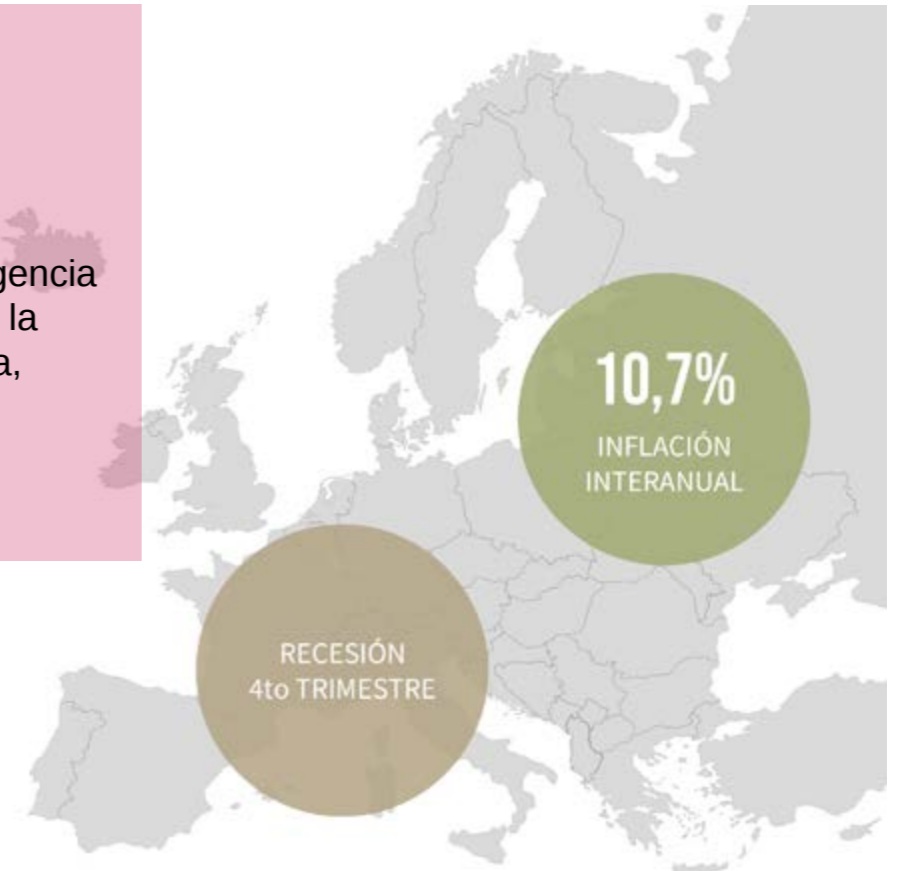 gencia
la
a,
10,7%
INFLACIÓN
INTERANUAL
RECESIÓN
4to TRIMESTRE